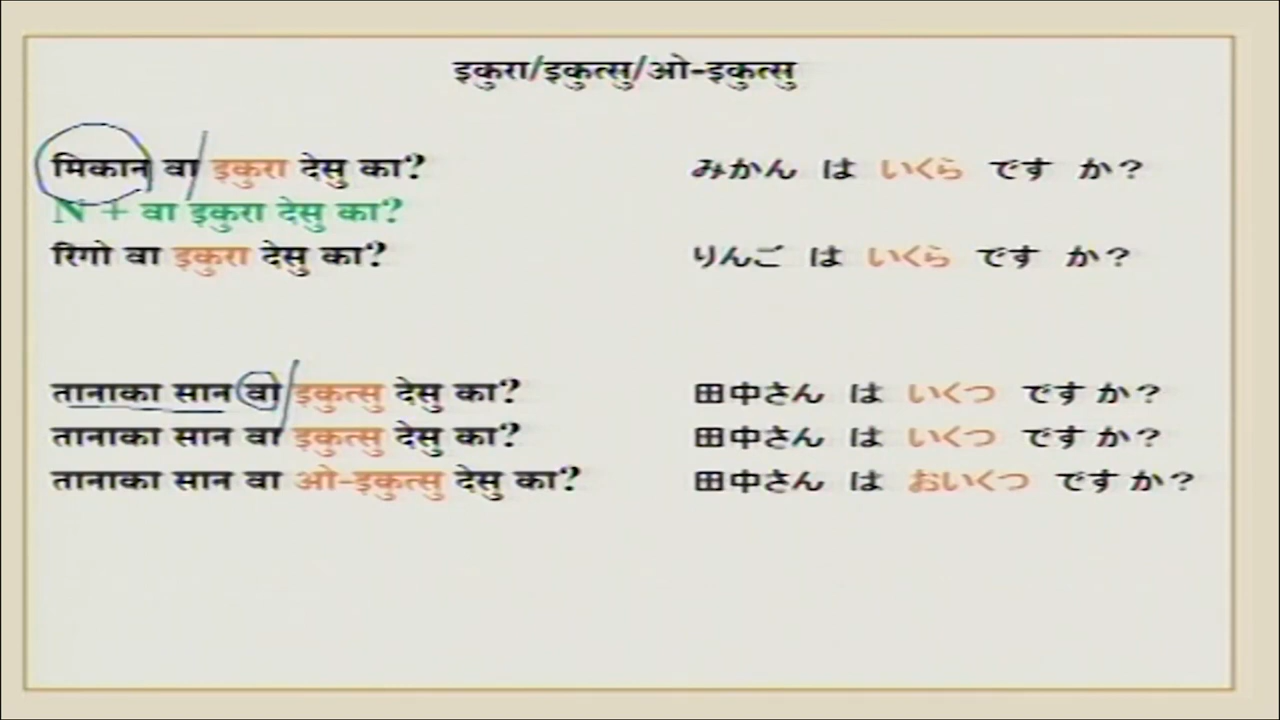 इकुरा/इकुत्सु/ओ-इकुत्सु
मिकान वा इकुरा देसु का? みかん は いくら です か?
N + वा इकुरा देसु का?
रिगो वा इकुरा देसु का? りんご は いくら です か?
तानाका सान वा इकुत्सु देसु का? 田中さん は いくつ ですか?
तानाका सान वा इकुत्सु देसु का? 田中さん は いくつ ですか?
तानाका सान वा ओ-इकुत्सु देसु का? 田中さん は おいくつ ですか?